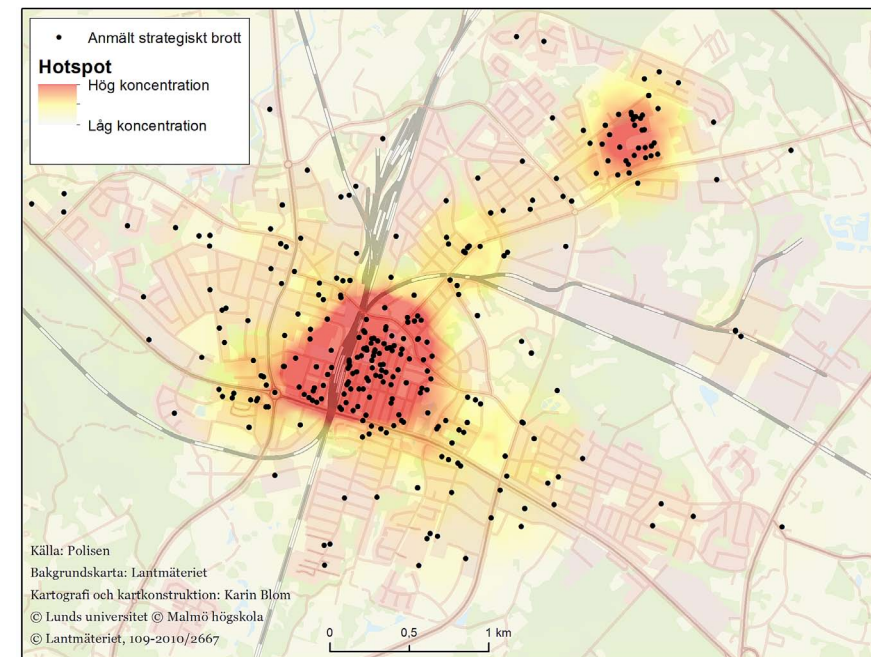 Anmält strategiskt brott
Hotspot
Hög koncentration
Låg koncentration
Källa: Polisen
Bakgrundskarta: Lantmäteriet
Kartografi och kartkonstruktion: Karin Blom
© Lunds universitet © Malmö högskola
© Lantmäteriet, 109-2010/2667
0 0,5 1 km